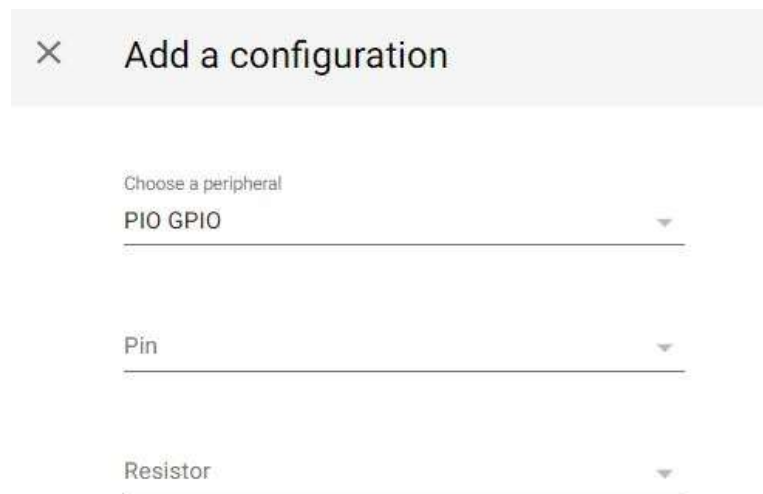 Add a configuration
Choose a peripheral
PIO GPIO
Pin
Resistor